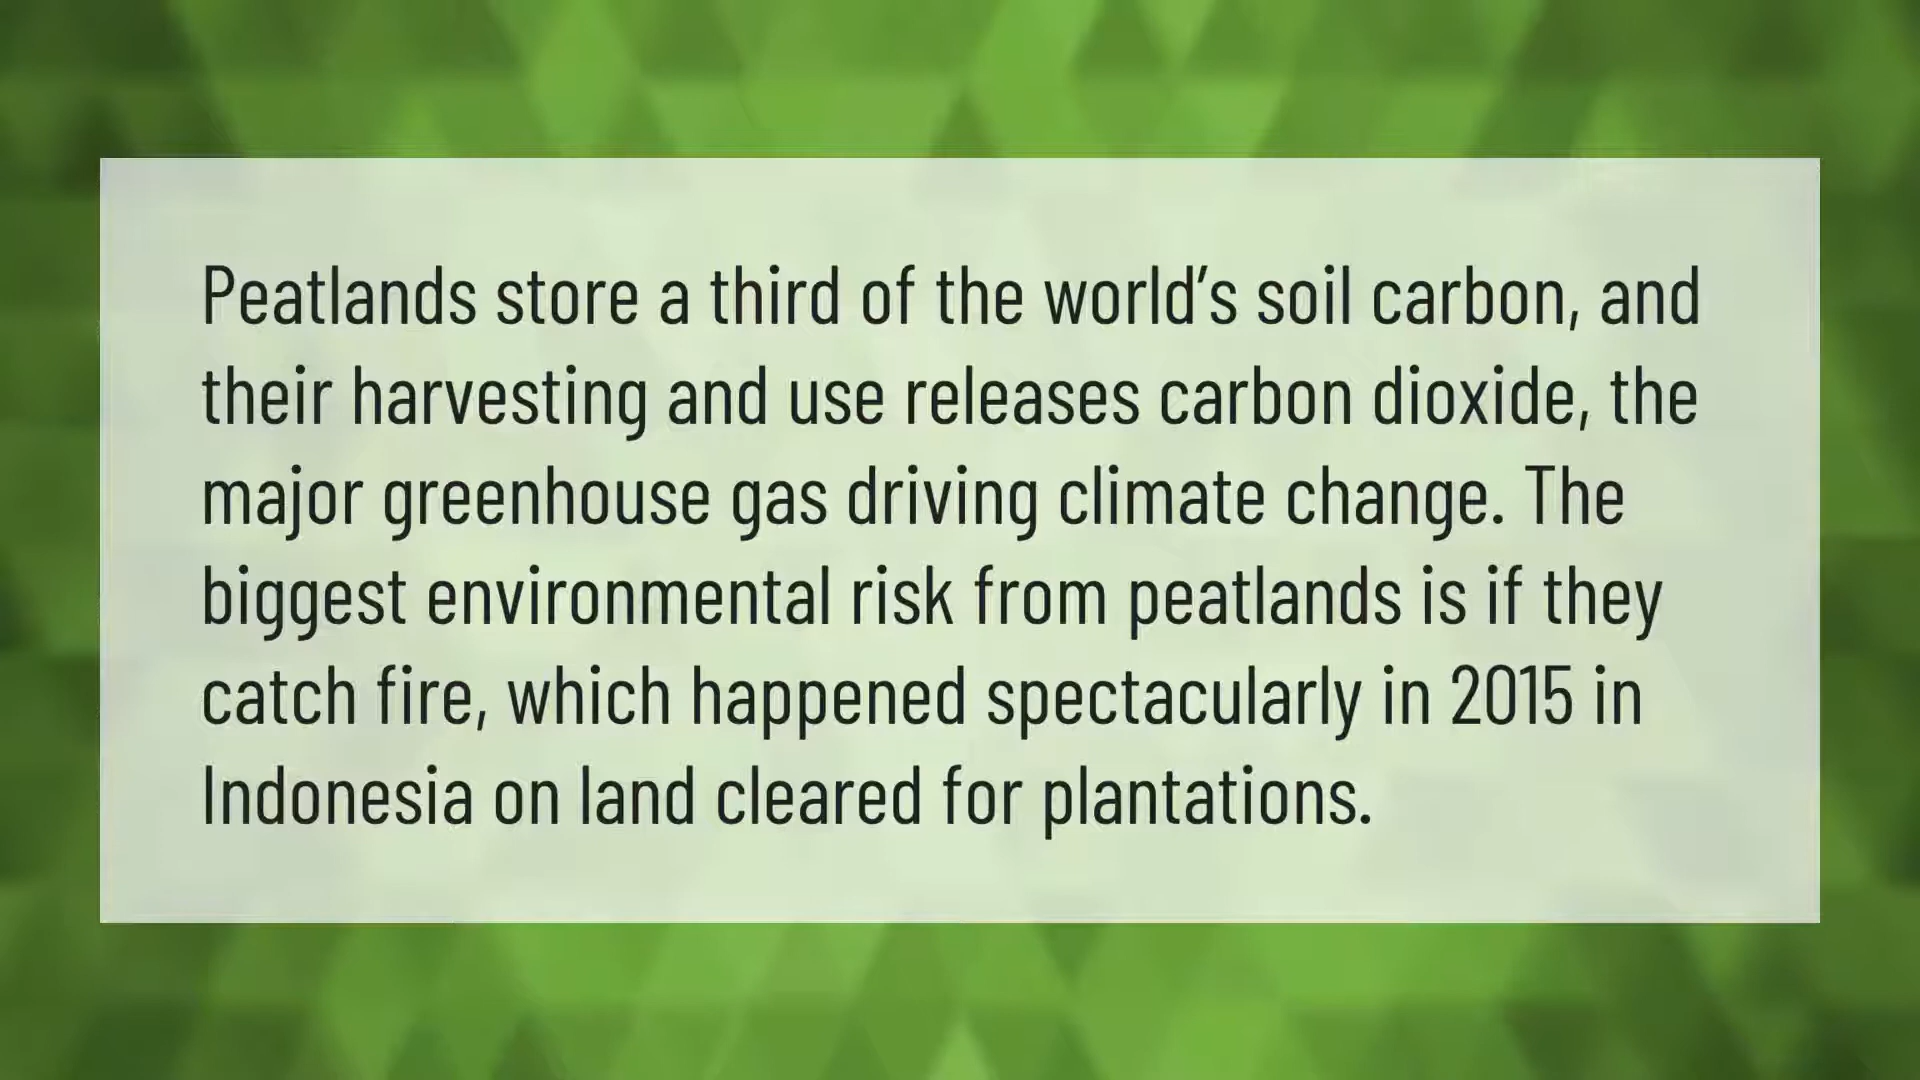 Peatlands store a third of the world’s soil carbon, and
their harvesting and use releases carbon dioxide, the
major greenhouse gas driving climate change. The
biggest environmental risk from peatlands is if they
catch fire, which happened spectacularly in 2015 in
Indonesia on land cleared for plantations.